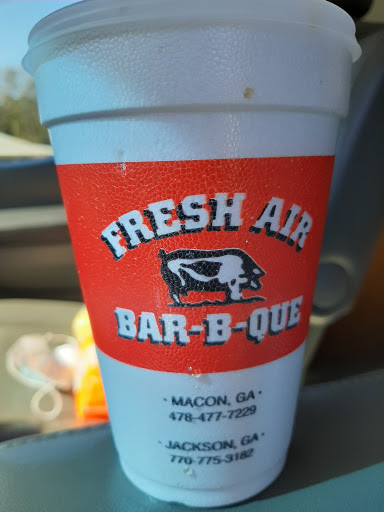 FRESH AIR
BAR-B-QUE
· MACON, GA ·
478-477-7229
· JACKSON, GA ·
770-775-3182